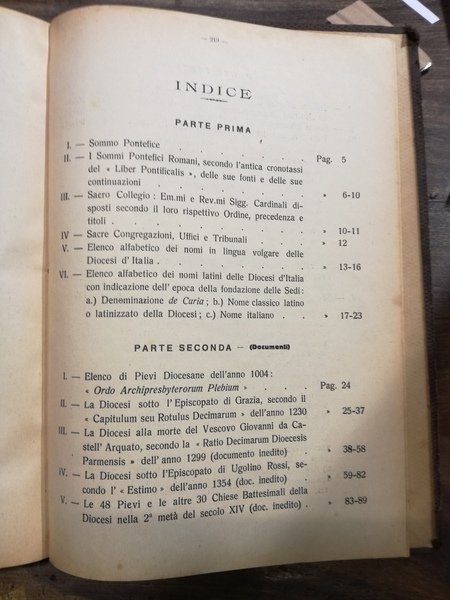 — 219 —
INDICE
PARTE PRIMA
I. — Sommo Pontefice . . . . . . Pag. 5
II. — I Sommi Pontefici Romani, secondo l'antica cronotassi
del « Liber Pontificalis », delle sue fonti e delle sue
continuazioni . . . . . . » 6-10
III. — Sacro Collegio : Em.mi e Rev.mi Sigg. Cardinali di-
sposti secondo il loro rispettivo Ordine, precedenza e
titoli . . . . . . . » 10-11
IV — Sacre Congregazioni, Uffici e Tribunali . . » 12
V. — Elenco alfabetico dei nomi in lingua volgare delle
Diocesi d' Italia . . . . . . » 13-16
VI. — Elenco alfabetico dei nomi latini delle Diocesi d'Italia
con indicazione dell' epoca della fondazione delle Sedi:
a.) Denominazione de Curia ; b.) Nome classico latino
o latinizzato della Diocesi ; c.) Nome italiano . . » 17-23
PARTE SECONDA — (Documenti)
I. — Elenco di Pievi Diocesane dell'anno 1004 :
« Ordo Archipresbyterorum Plebium » . . . . Pag. 24
II. — La Diocesi sotto l'Episcopato di Grazia, secondo il
« Capitulum seu Rotulus Decimarum » dell'anno 1230 » 25-37
III. — La Diocesi alla morte del Vescovo Giovanni da Ca-
stell' Arquato, secondo la « Ratio Decimarum Dioecesis
Parmensis » dell' anno 1299 (documento inedito) . » 38-58
IV. — La Diocesi sotto l'Episcopato di Ugolino Rossi, se-
condo l' « Estimo » dell'anno 1354 (doc. inedito) . » 59-82
V. — Le 48 Pievi e le altre 30 Chiese Battesimali della
Diocesi nella 2ª metà del secolo XIV (doc. inedito) . » 83-89